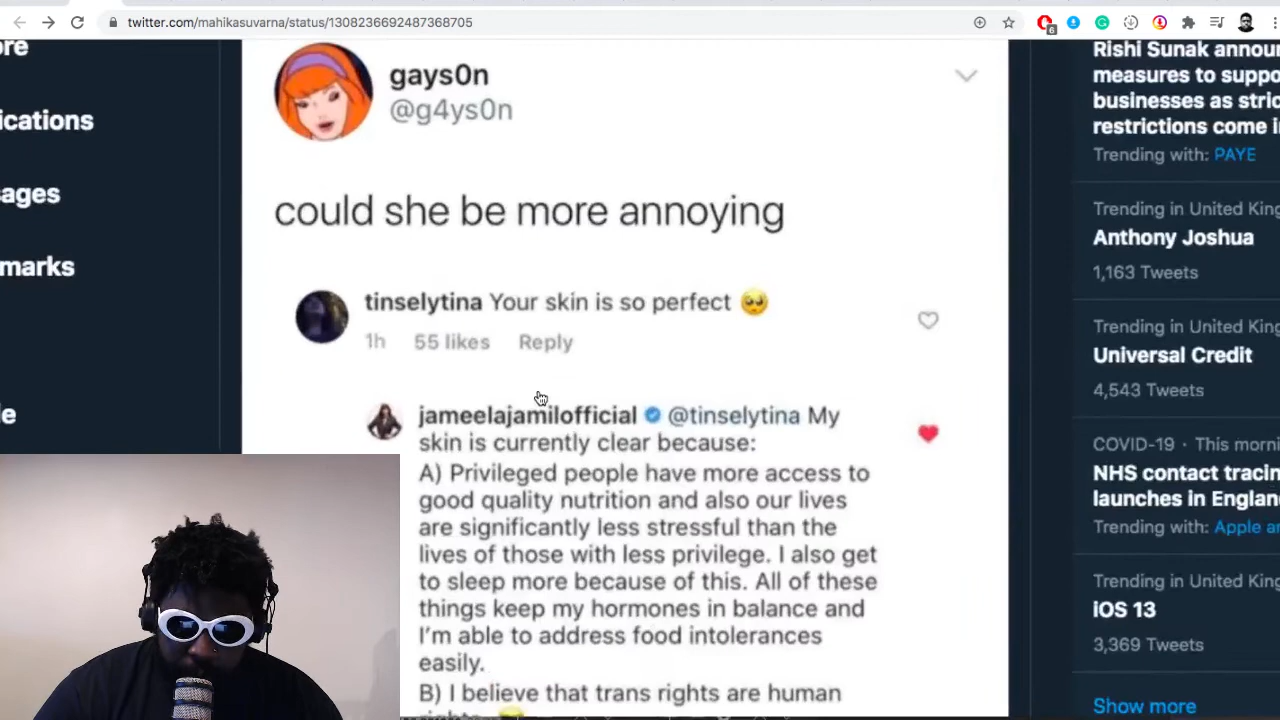 twitter.com/mahikasuvarna/status/1308236692487368705
6
ore
ications
sages
marks
le
gays0n
@g4ys0n
could she be more annoying
tinselytina Your skin is so perfect 🥺
1h 55 likes Reply
jameelajamilofficial @tinselytina My
skin is currently clear because:
A) Privileged people have more access to
good quality nutrition and also our lives
are significantly less stressful than the
lives of those with less privilege. I also get
to sleep more because of this. All of these
things keep my hormones in balance and
I'm able to address food intolerances
easily.
B) I believe that trans rights are human
Rishi Sunak announ
measures to suppo
businesses as stric
restrictions come i
Trending with: PAYE
Trending in United King
Anthony Joshua
1,163 Tweets
Trending in United King
Universal Credit
4,543 Tweets
COVID-19 · This morni
NHS contact tracin
launches in England
Trending with: Apple an
Trending in United King
iOS 13
3,369 Tweets
Show more